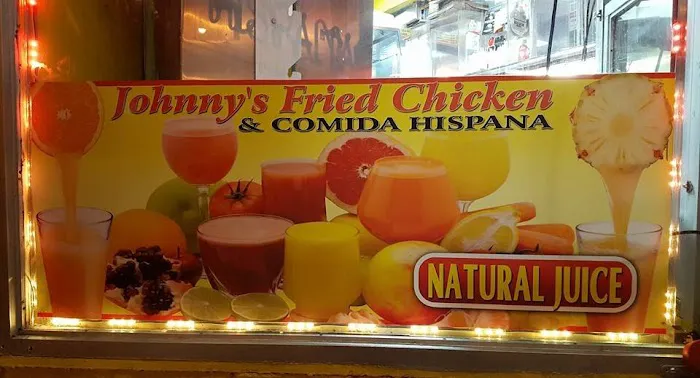 Johnny's Fried Chicken
& COMIDA HISPANA
NATURAL JUICE